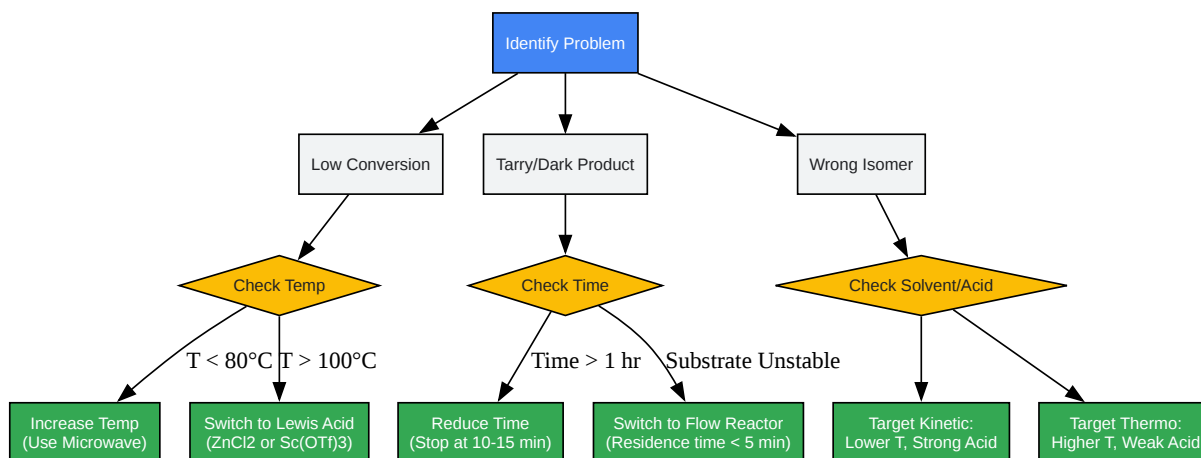 Identify Problem
Low Conversion
Tarry/Dark Product
Wrong Isomer
Check Temp
Check Time
Check Solvent/Acid
T < 80°C
T > 100°C
Time > 1 hr
Substrate Unstable
Increase Temp
(Use Microwave)
Switch to Lewis Acid
(ZnCl2 or Sc(OTf)3)
Reduce Time
(Stop at 10-15 min)
Switch to Flow Reactor
(Residence time < 5 min)
Target Kinetic:
Lower T, Strong Acid
Target Thermo:
Higher T, Weak Acid